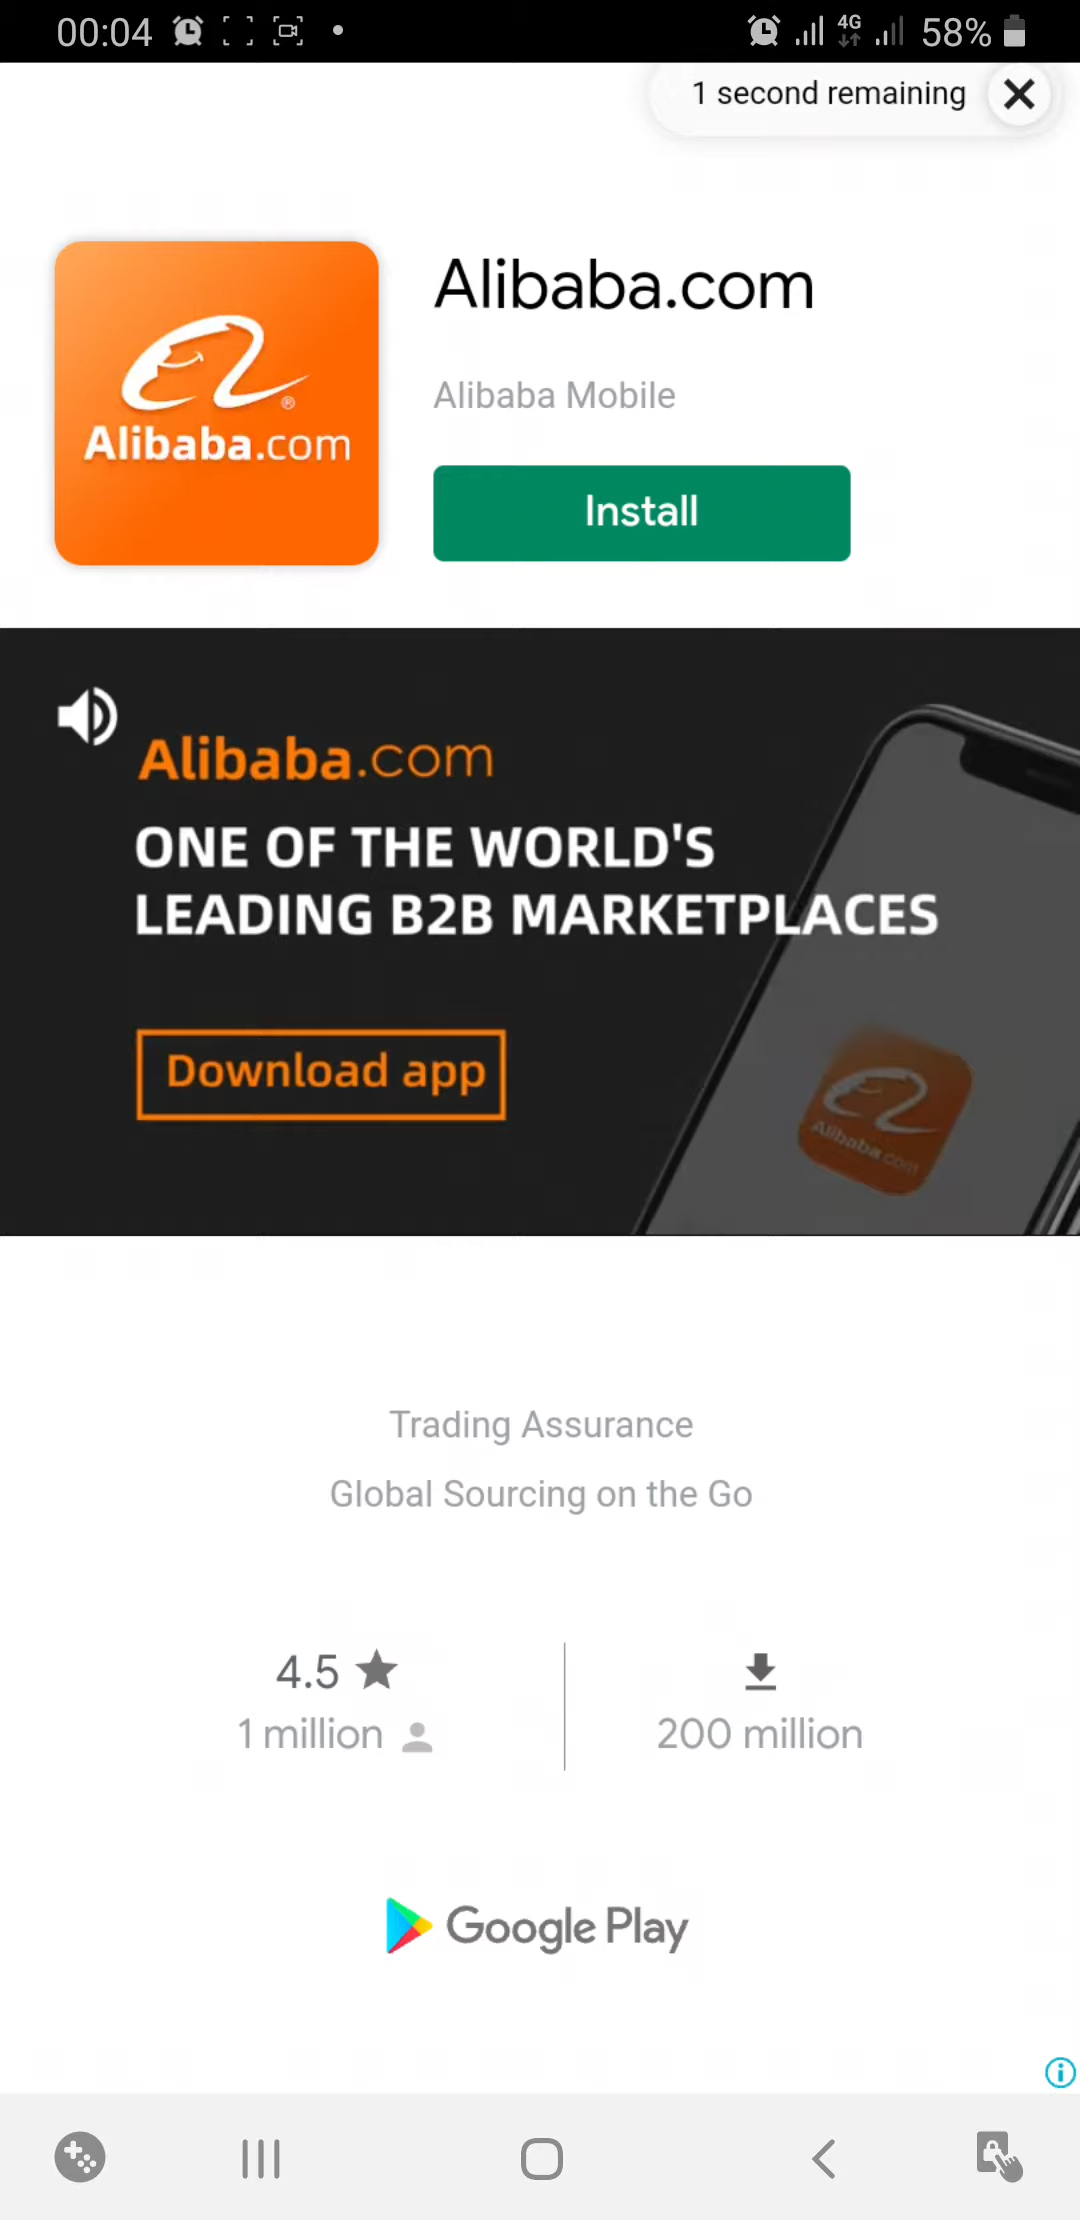 00:04 4G 58%
1 second remaining
Alibaba.com
Alibaba.com
Alibaba Mobile
Install
Alibaba.com
ONE OF THE WORLD'S
LEADING B2B MARKETPLACES
Download app
Alibaba.com
Trading Assurance
Global Sourcing on the Go
4.5
1 million
200 million
Google Play